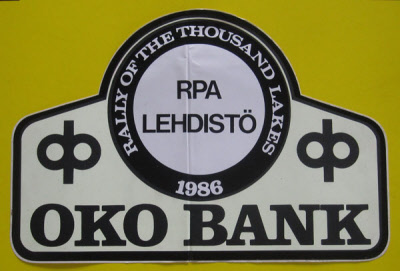 RALLY OF THE THOUSAND LAKES
RPA
LEHDISTÖ
1986
OKO BANK